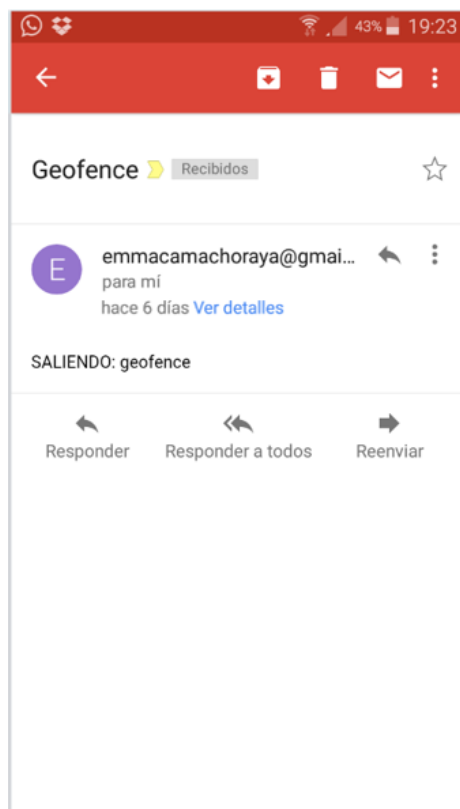 43% 19:23
Geofence Recibidos
E
emmacamachoraya@gmai...
para mí
hace 6 días Ver detalles
SALIENDO: geofence
Responder Responder a todos Reenviar